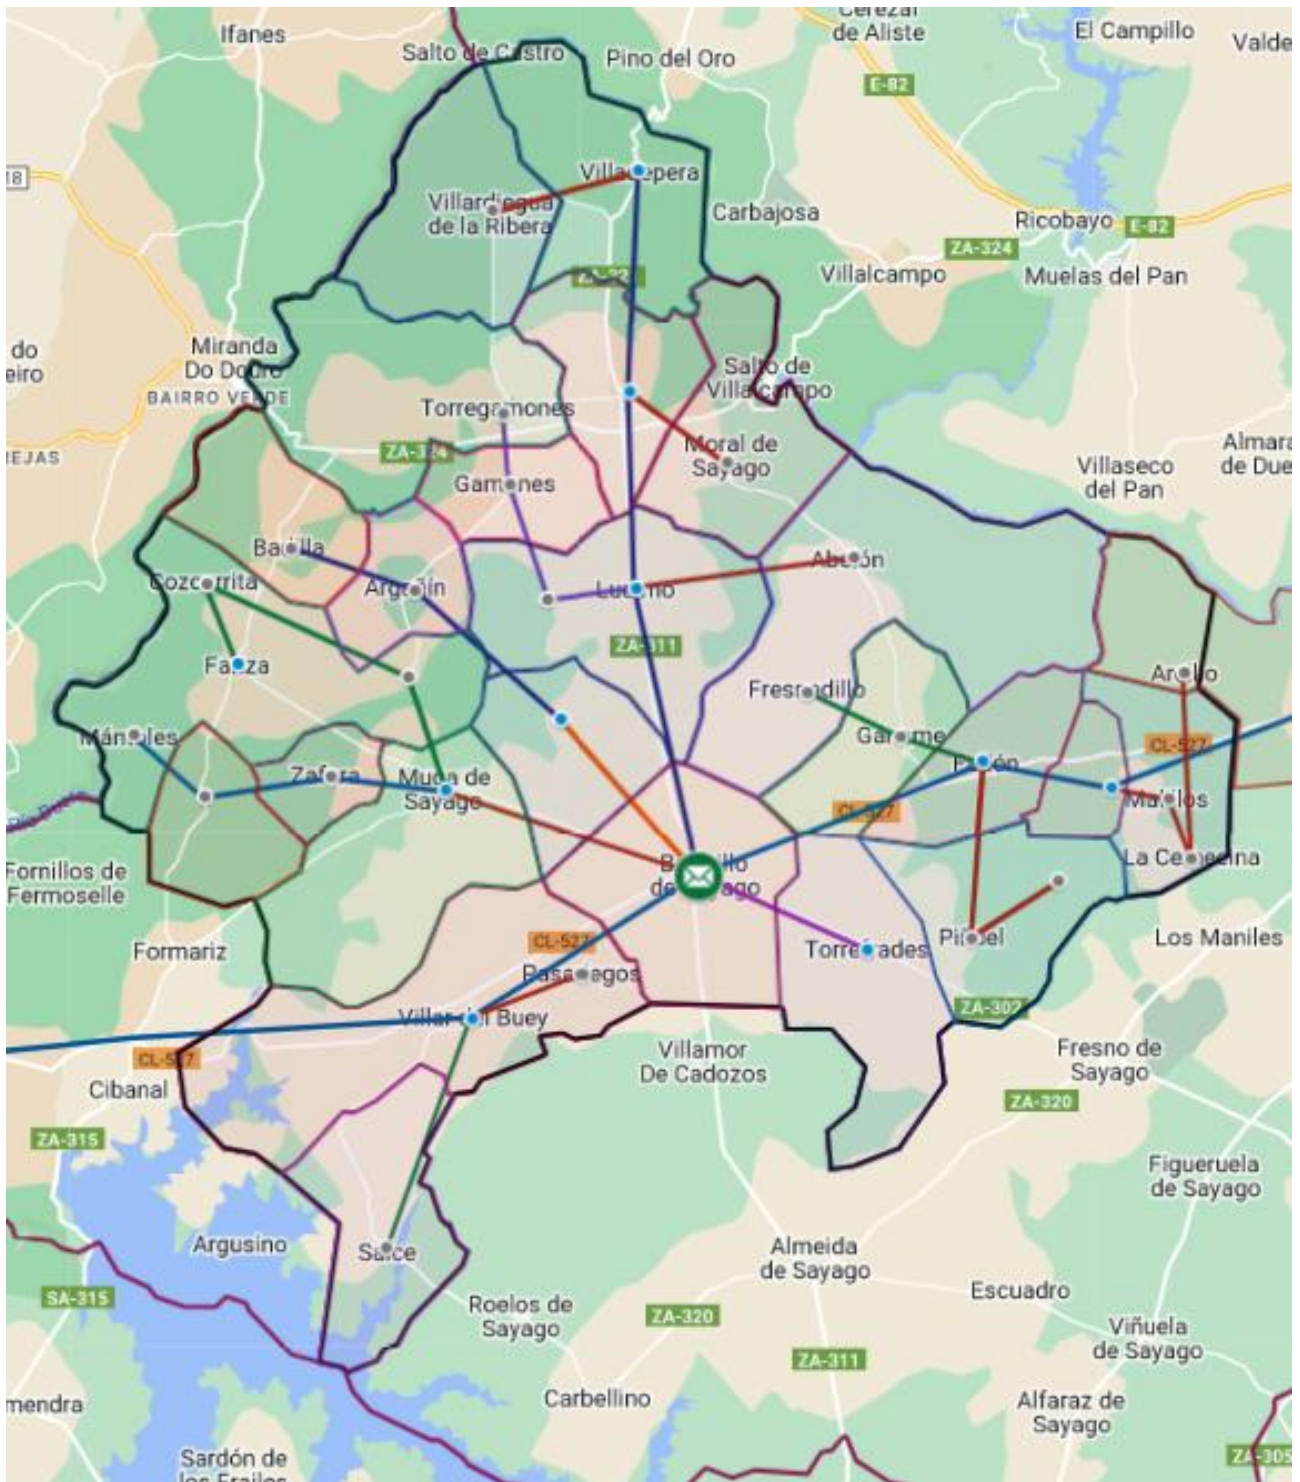 Cerezal
de Aliste
Ifanes
El Campillo
Salto de Castro
Pino del Oro
Valde
E-82
18
Villadepera
Villardiegua
de la Ribera
Carbajosa
Ricobayo
E-82
ZA-324
Villalcampo
Muelas del Pan
do
eiro
Miranda
Do Douro
BAIRRO VERDE
Salto de
Villalcampo
Torregamones
ZA-324
Moral de
Sayago
Almara
de Due
IEJAS
Villaseco
del Pan
Gamones
Badilla
Abelón
Cozcurrita
Argañín
Luelmo
ZA-311
Fariza
Arcillo
Fresnadillo
Gáname
Mámoles
CL-527
Zafara
Muga de
Sayago
Malillos
CL-527
La Cernecina
Fornillos de
Fermoselle
Formariz
CL-527
Torrefrades
Piñuel
Los Maniles
Pasariegos
Villar del Buey
ZA-302
CL-527
Villamor
De Cadozos
Fresno de
Sayago
Cibanal
ZA-320
ZA-315
Figueruela
de Sayago
Argusino
Salce
Almeida
de Sayago
SA-315
Escuadro
Roelos de
Sayago
ZA-320
Viñuela
de Sayago
ZA-311
Carbellino
mendra
Alfaraz de
Sayago
Sardón de
los Frailes
ZA-305